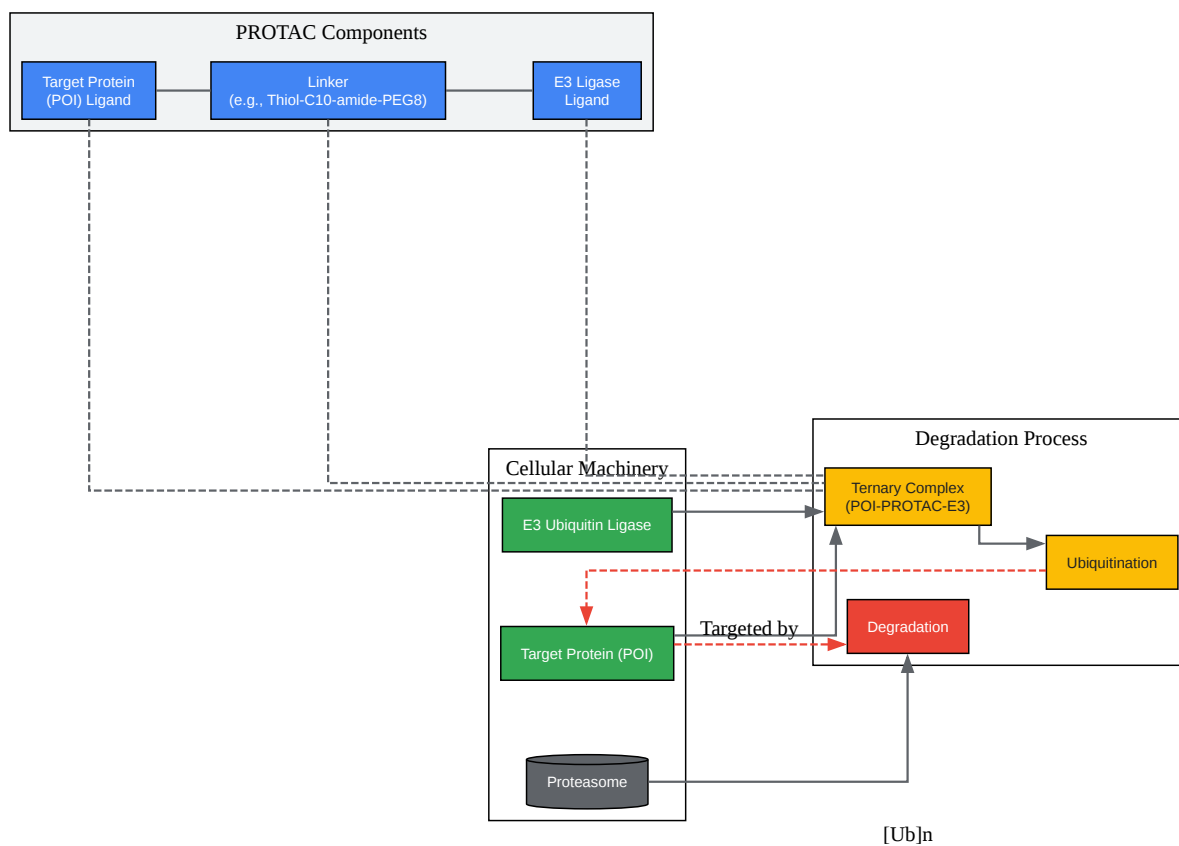 PROTAC Components
Target Protein
(POI) Ligand
Linker
(e.g., Thiol-C10-amide-PEG8)
E3 Ligase
Ligand
Degradation Process
Cellular Machinery
Ternary Complex
(POI-PROTAC-E3)
E3 Ubiquitin Ligase
Ubiquitination
Targeted by
Degradation
Target Protein (POI)
Proteasome
[Ub]n